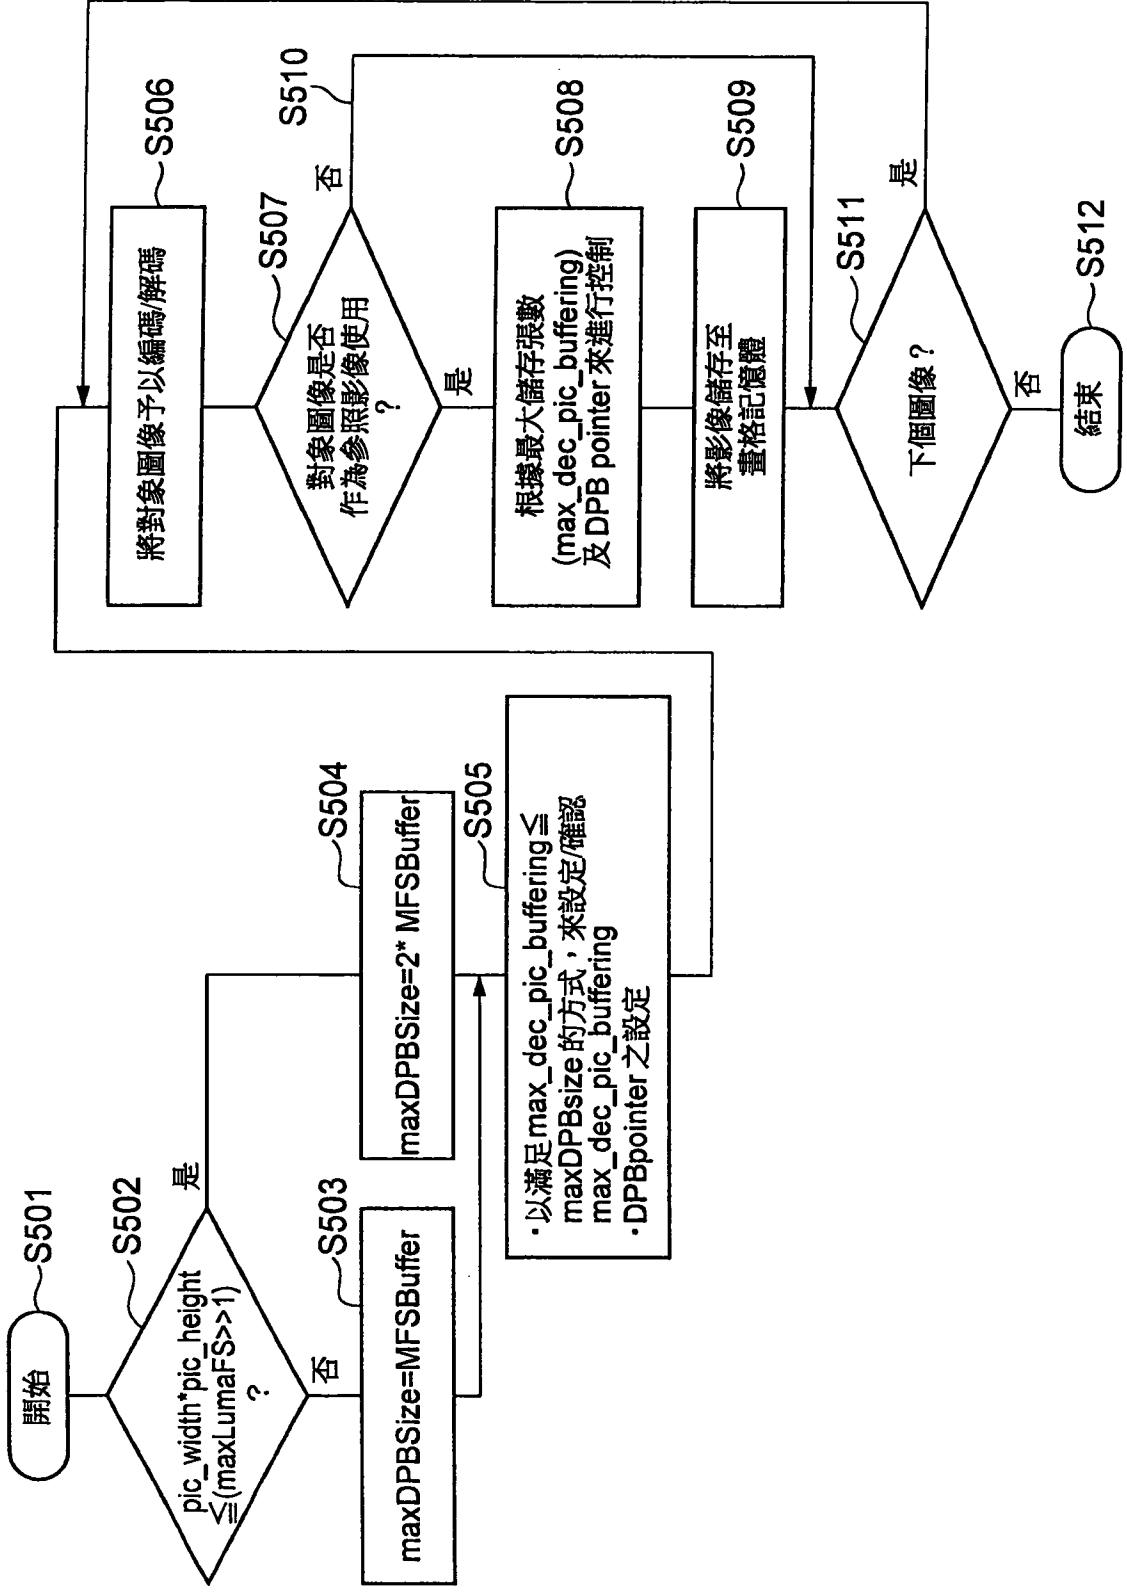 開始
S501
pic_width*pic_height
≦(maxLumaFS>>1)
?
S502
是
否
maxDPBSize=MFSBuffer
S503
maxDPBSize=2* MFSBuffer
S504
･以滿足max_dec_pic_buffering≦
maxDPBsize的方式，來設定/確認
max_dec_pic_buffering
･DPBpointer之設定
S505
將對象圖像予以編碼/解碼
S506
對象圖像是否
作為參照影像使用
?
S507
否
S510
是
根據最大儲存張數
(max_dec_pic_buffering)
及DPB pointer來進行控制
S508
將影像儲存至
畫格記憶體
S509
下個圖像?
S511
是
否
結束
S512